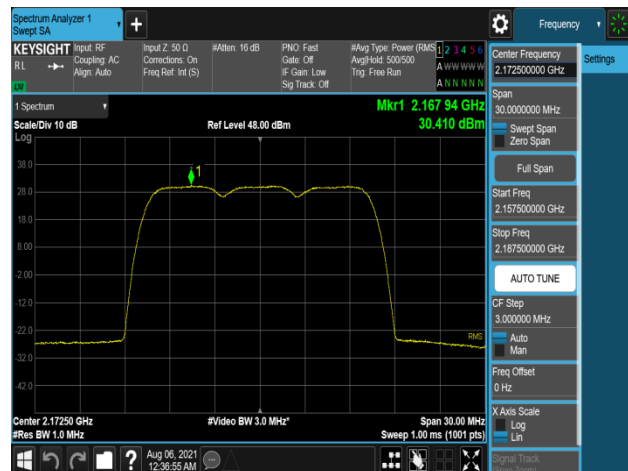 Spectrum Analyzer 1
Swept SA
Frequency
KEYSIGHT
RL
Input: RF
Coupling: AC
Align: Auto
Input Z: 50 Ω
Corrections: On
Freq Ref: Int (S)
#Atten: 16 dB
PNO: Fast
Gate: Off
IF Gain: Low
Sig Track: Off
#Avg Type: Power (RMS
Avg|Hold: 500/500
Trig: Free Run
1 2 3 4 5 6
A W W W W W
A N N N N N
1 Spectrum
Scale/Div 10 dB
Ref Level 48.00 dBm
Mkr1 2.167 94 GHz
30.410 dBm
Log
38.0
28.0
18.0
8.00
-2.00
-12.0
-22.0
-32.0
-42.0
1
RMS
Center 2.17250 GHz
#Res BW 1.0 MHz
#Video BW 3.0 MHz*
Span 30.00 MHz
Sweep 1.00 ms (1001 pts)
?
Aug 06, 2021
12:36:55 AM
Center Frequency
2.172500000 GHz
Settings
Span
30.0000000 MHz
Swept Span
Zero Span
Full Span
Start Freq
2.157500000 GHz
Stop Freq
2.187500000 GHz
AUTO TUNE
CF Step
3.000000 MHz
Auto
Man
Freq Offset
0 Hz
X Axis Scale
Log
Lin
Signal Track